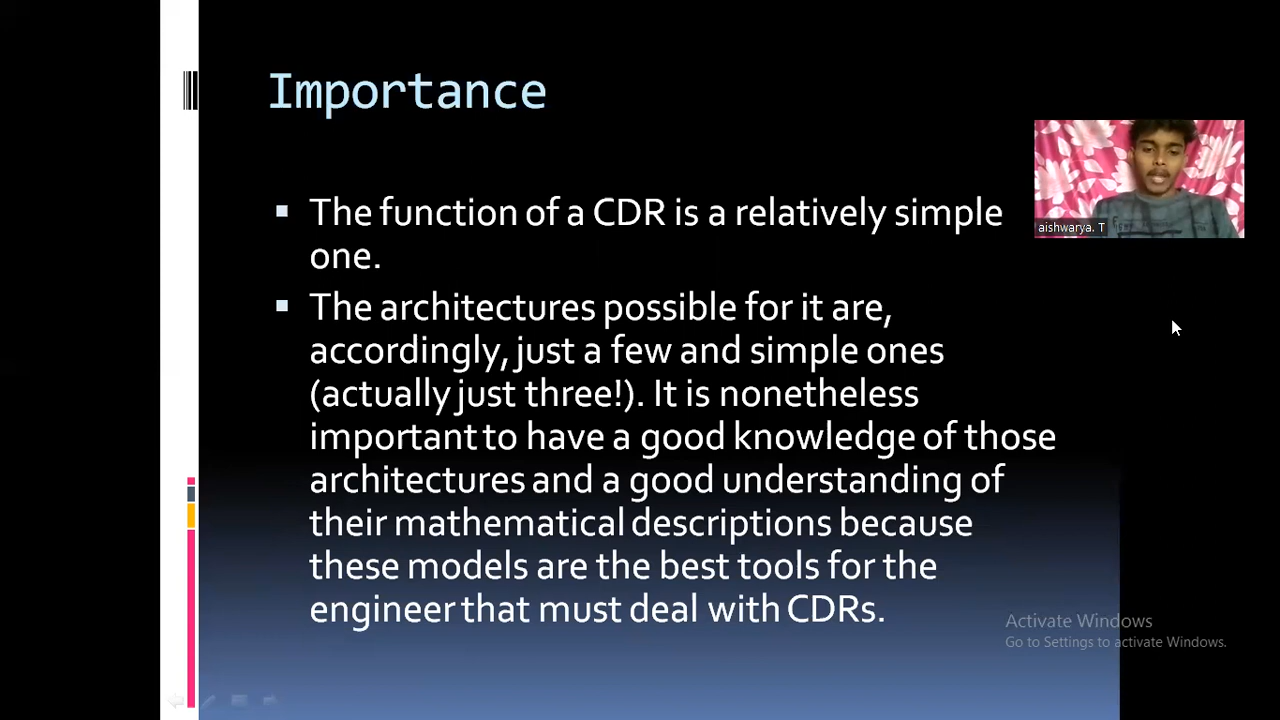 Importance
The function of a CDR is a relatively simple
one.
aishwarya. T
The architectures possible for it are,
accordingly, just a few and simple ones
(actually just three!). It is nonetheless
important to have a good knowledge of those
architectures and a good understanding of
their mathematical descriptions because
these models are the best tools for the
engineer that must deal with CDRs.
Activate Windows
Go to Settings to activate Windows.